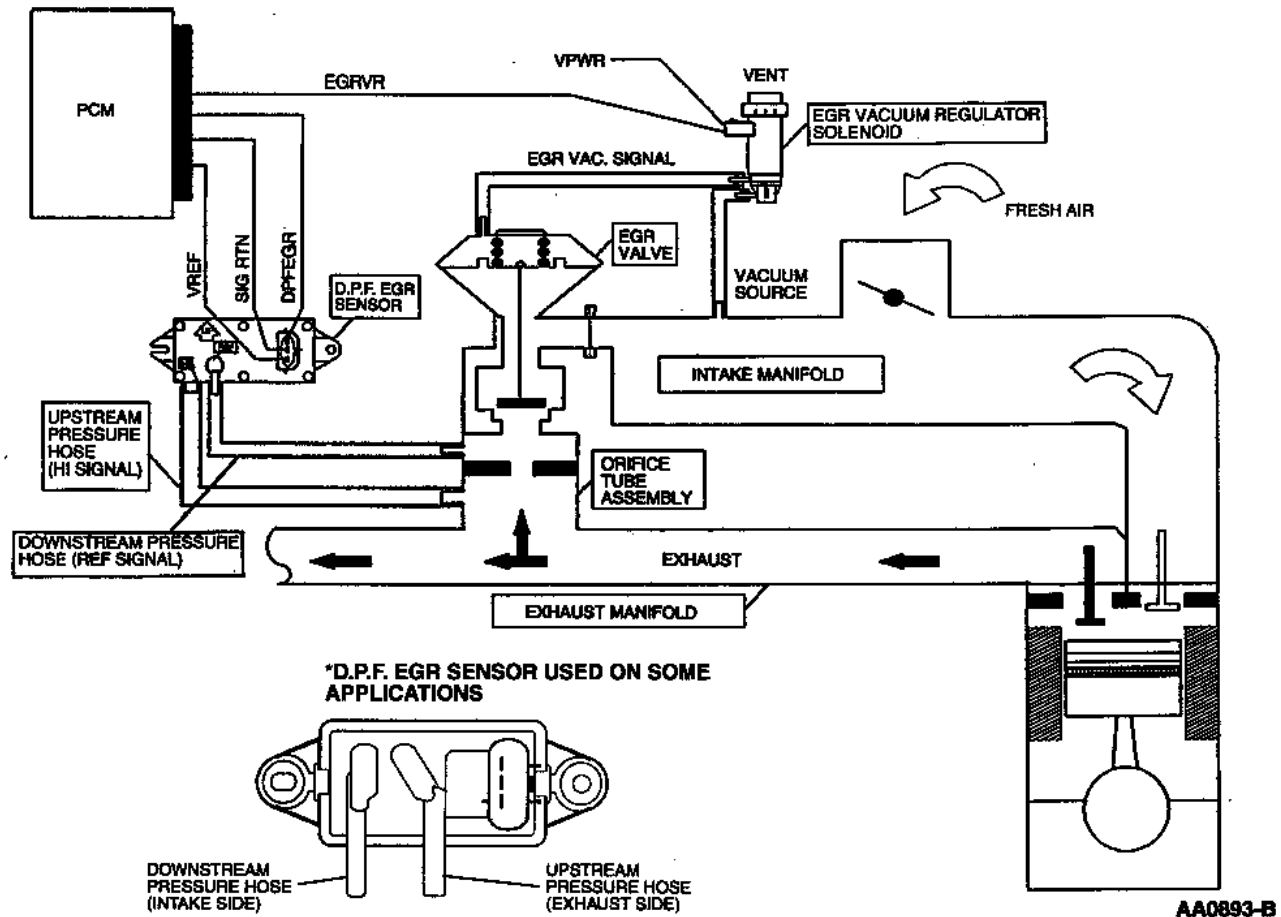 PCM
EGRVR
VPWR
VENT
EGR VACUUM REGULATOR
SOLENOID
EGR VAC. SIGNAL
FRESH AIR
EGR
VALVE
VACUUM
SOURCE
VREF
SIG RTN
DPFEGR
D.P.F. EGR
SENSOR
INTAKE MANIFOLD
UPSTREAM
PRESSURE
HOSE
(HI SIGNAL)
ORIFICE
TUBE
ASSEMBLY
DOWNSTREAM PRESSURE
HOSE (REF SIGNAL)
EXHAUST
EXHAUST MANIFOLD
*D.P.F. EGR SENSOR USED ON SOME
APPLICATIONS
DOWNSTREAM
PRESSURE HOSE
(INTAKE SIDE)
UPSTREAM
PRESSURE HOSE
(EXHAUST SIDE)
AA0893-B